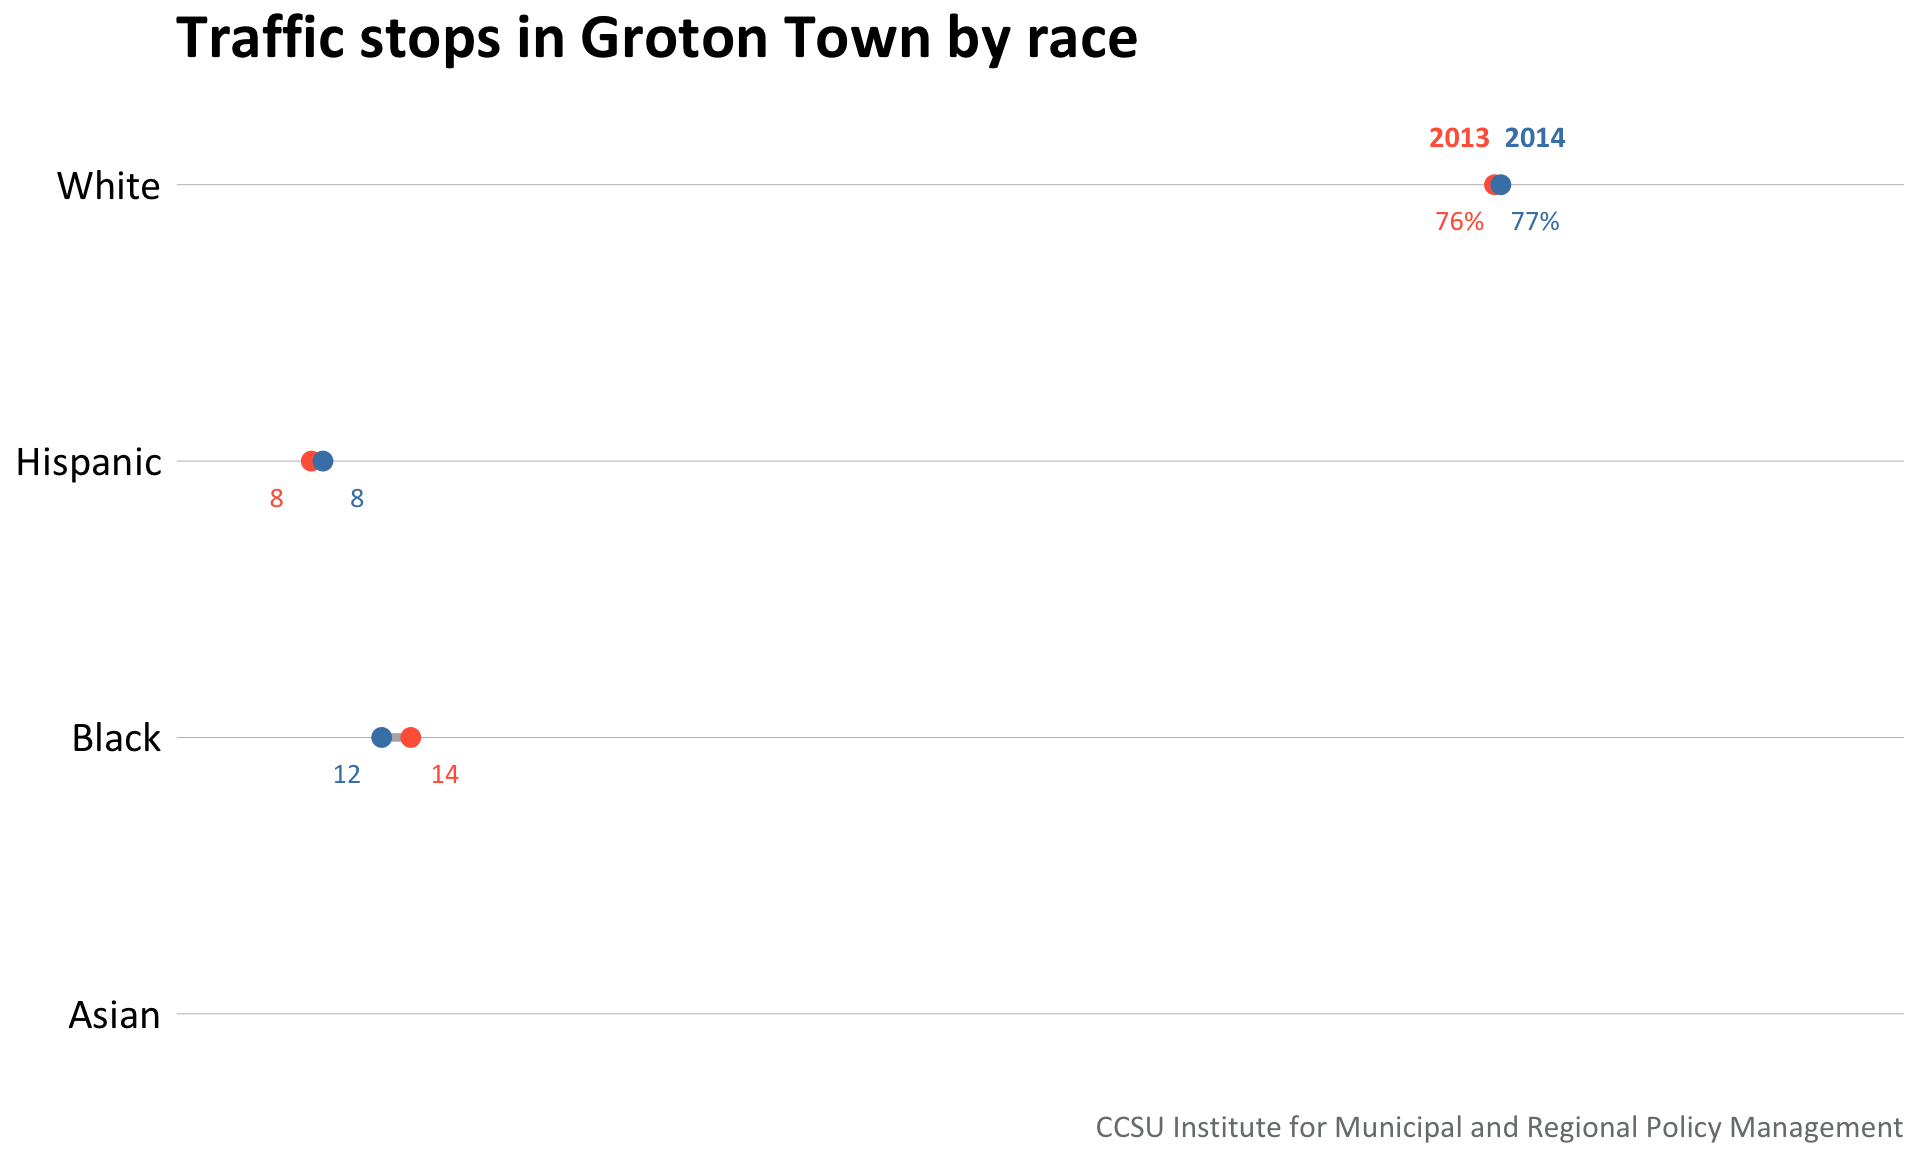 Traffic stops in Groton Town by race
2013 2014
White
76% 77%
Hispanic
8 8
Black
12 14
Asian
CCSU Institute for Municipal and Regional Policy Management